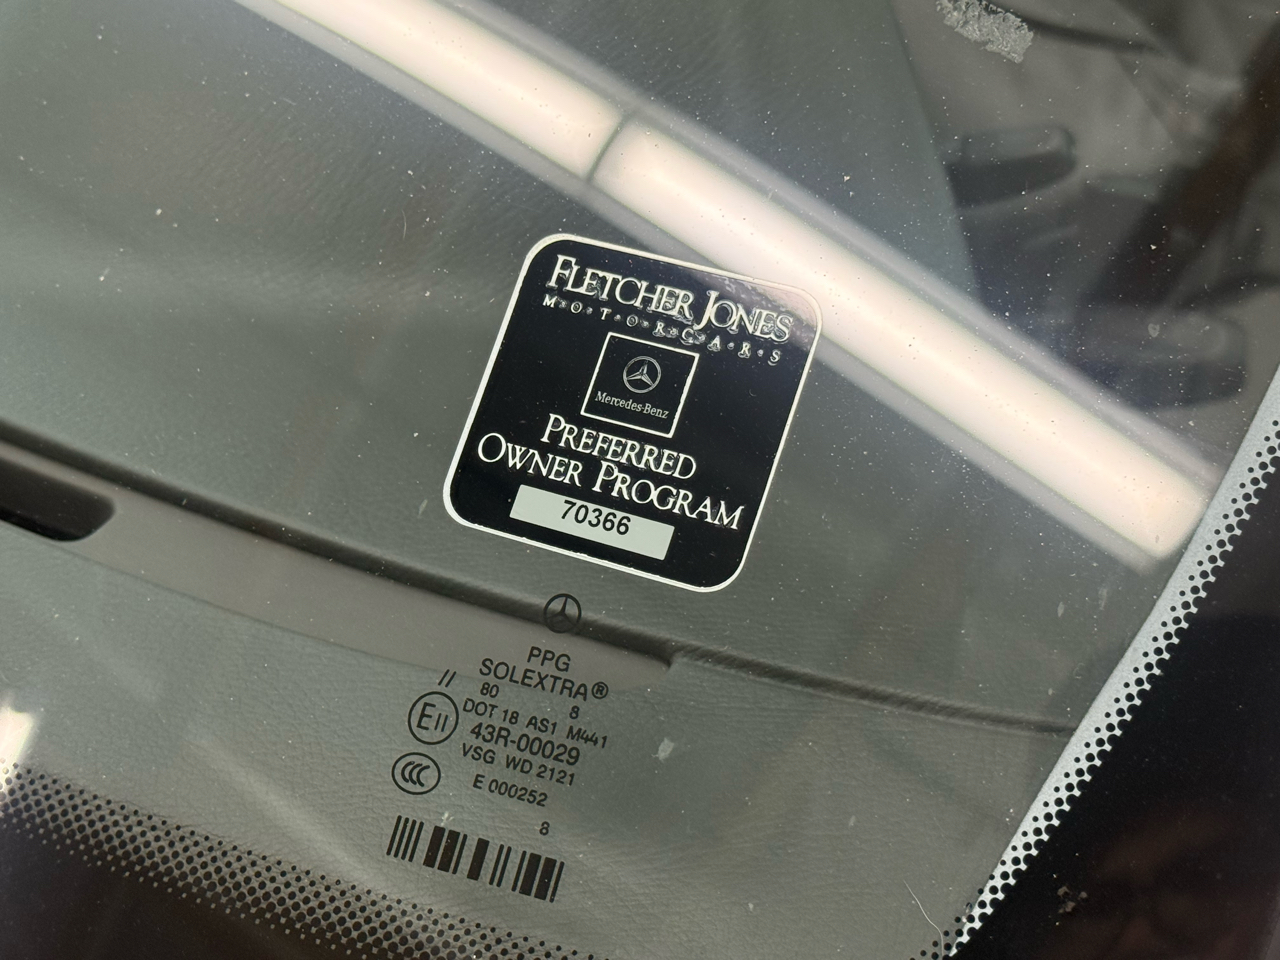 FLETCHER JONES
M•O•T•O•R•C•A•R•S
Mercedes-Benz
PREFERRED
OWNER PROGRAM
70366
PPG
SOLEXTRA®
// 80 8
DOT 18 AS1 M441
E11 43R-00029
VSG WD 2121
CCC E 000252
8